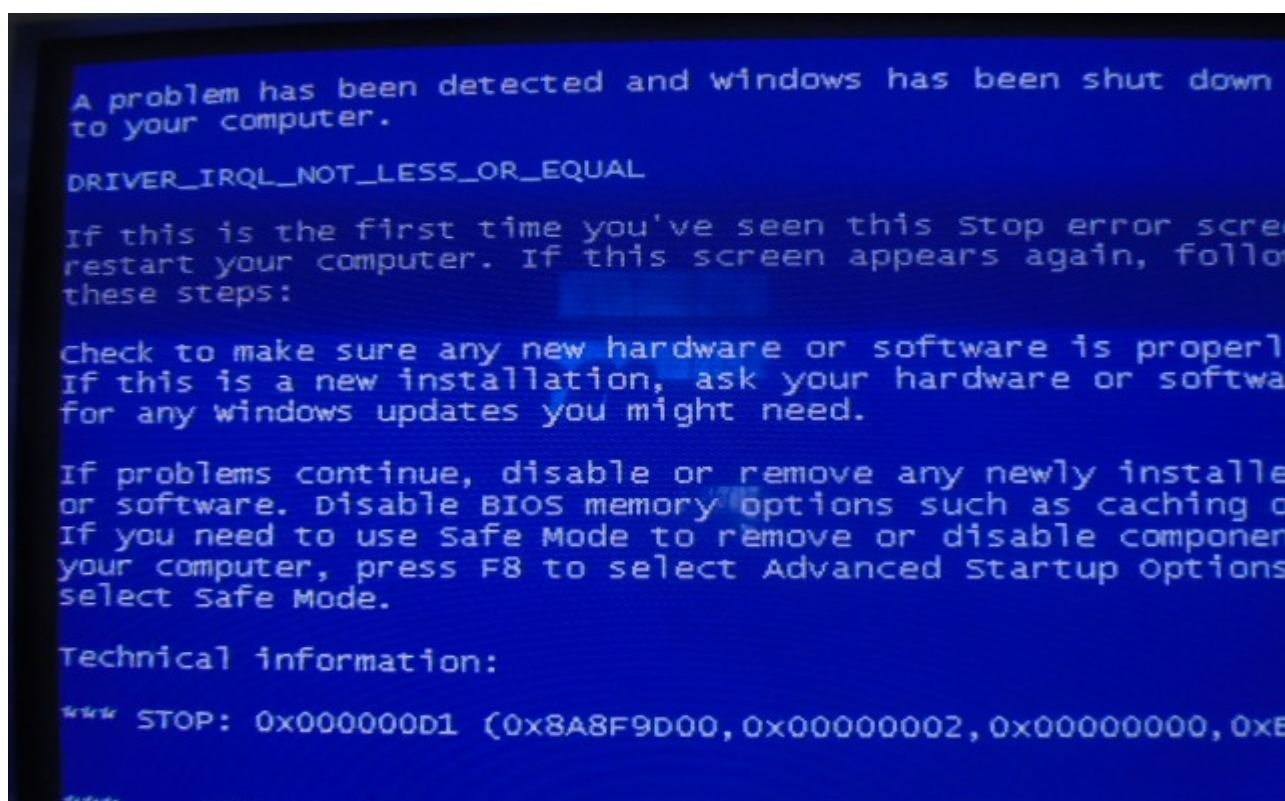 A problem has been detected and windows has been shut down
to your computer.
DRIVER_IRQL_NOT_LESS_OR_EQUAL
If this is the first time you've seen this Stop error scre
restart your computer. If this screen appears again, follo
these steps:
Check to make sure any new hardware or software is properl
If this is a new installation, ask your hardware or softwa
for any windows updates you might need.
If problems continue, disable or remove any newly installe
or software. Disable BIOS memory options such as caching o
If you need to use Safe Mode to remove or disable componen
your computer, press F8 to select Advanced Startup Options
select Safe Mode.
Technical information:
*** STOP: 0x000000D1 (0x8A8F9D00,0x00000002,0x00000000,0x
***